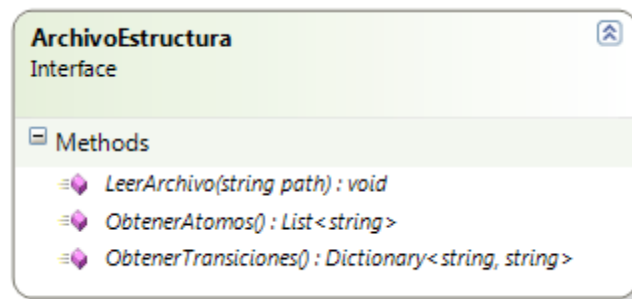 ArchivoEstructura
Interface
Methods
LeerArchivo(string path) : void
ObtenerAtomos() : List<string>
ObtenerTransiciones() : Dictionary<string, string>